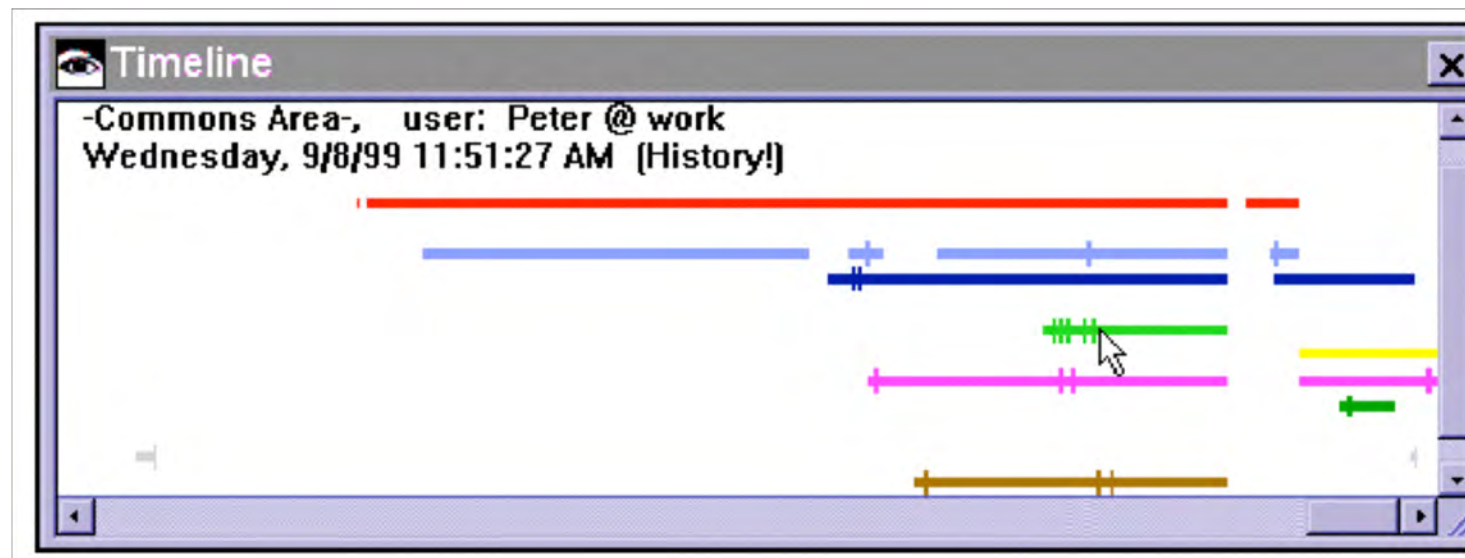 Timeline
-Commons Area-, user: Peter @ work
Wednesday, 9/8/99 11:51:27 AM (History!)